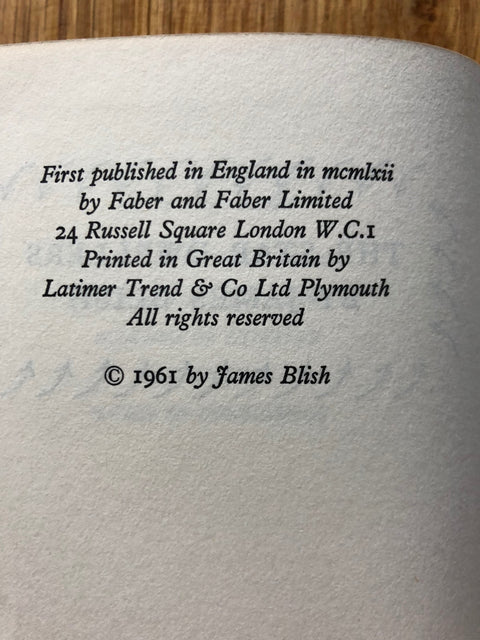 First published in England in mcmlxii
by Faber and Faber Limited
24 Russell Square London W.C.1
Printed in Great Britain by
Latimer Trend & Co Ltd Plymouth
All rights reserved
© 1961 by James Blish